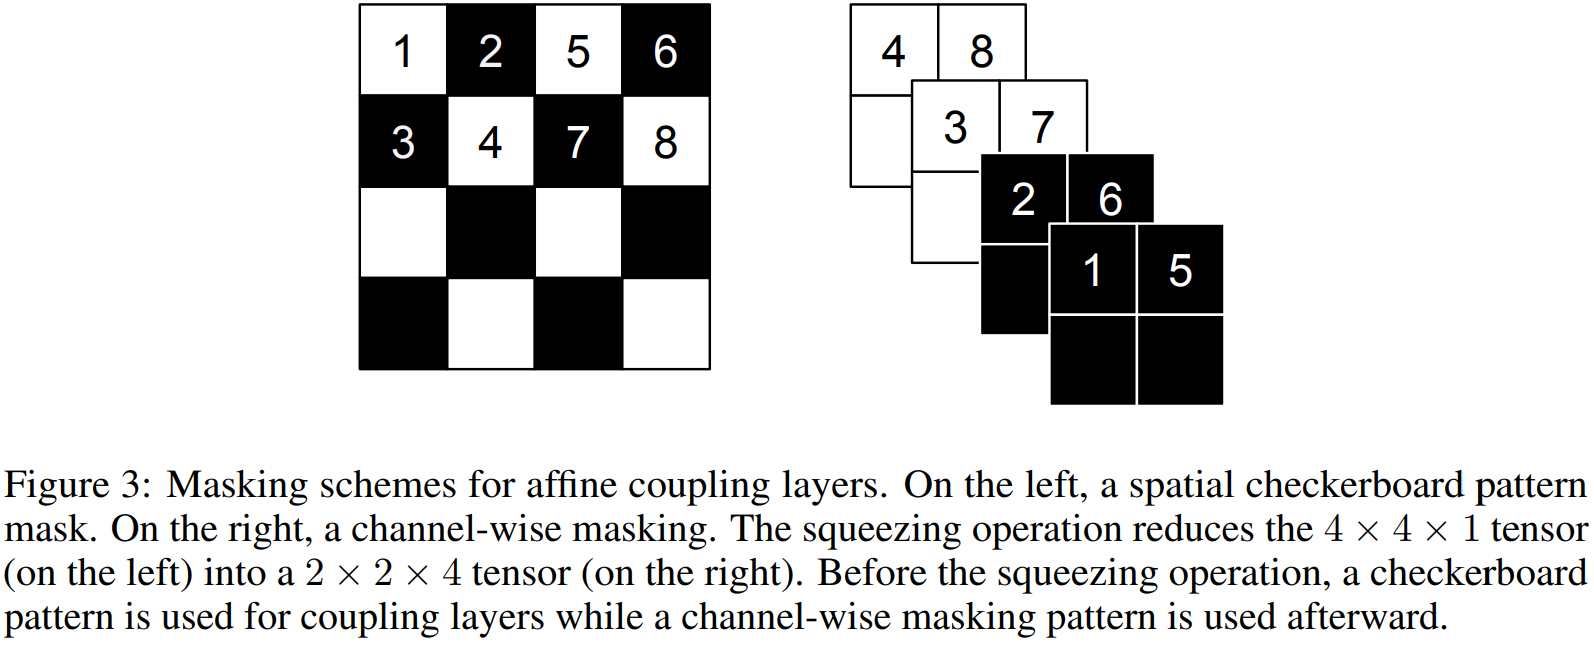 1 2 5 6
3 4 7 8
4 8
3 7
2 6
1 5
Figure 3: Masking schemes for affine coupling layers. On the left, a spatial checkerboard pattern
mask. On the right, a channel-wise masking. The squeezing operation reduces the 4 × 4 × 1 tensor
(on the left) into a 2 × 2 × 4 tensor (on the right). Before the squeezing operation, a checkerboard
pattern is used for coupling layers while a channel-wise masking pattern is used afterward.